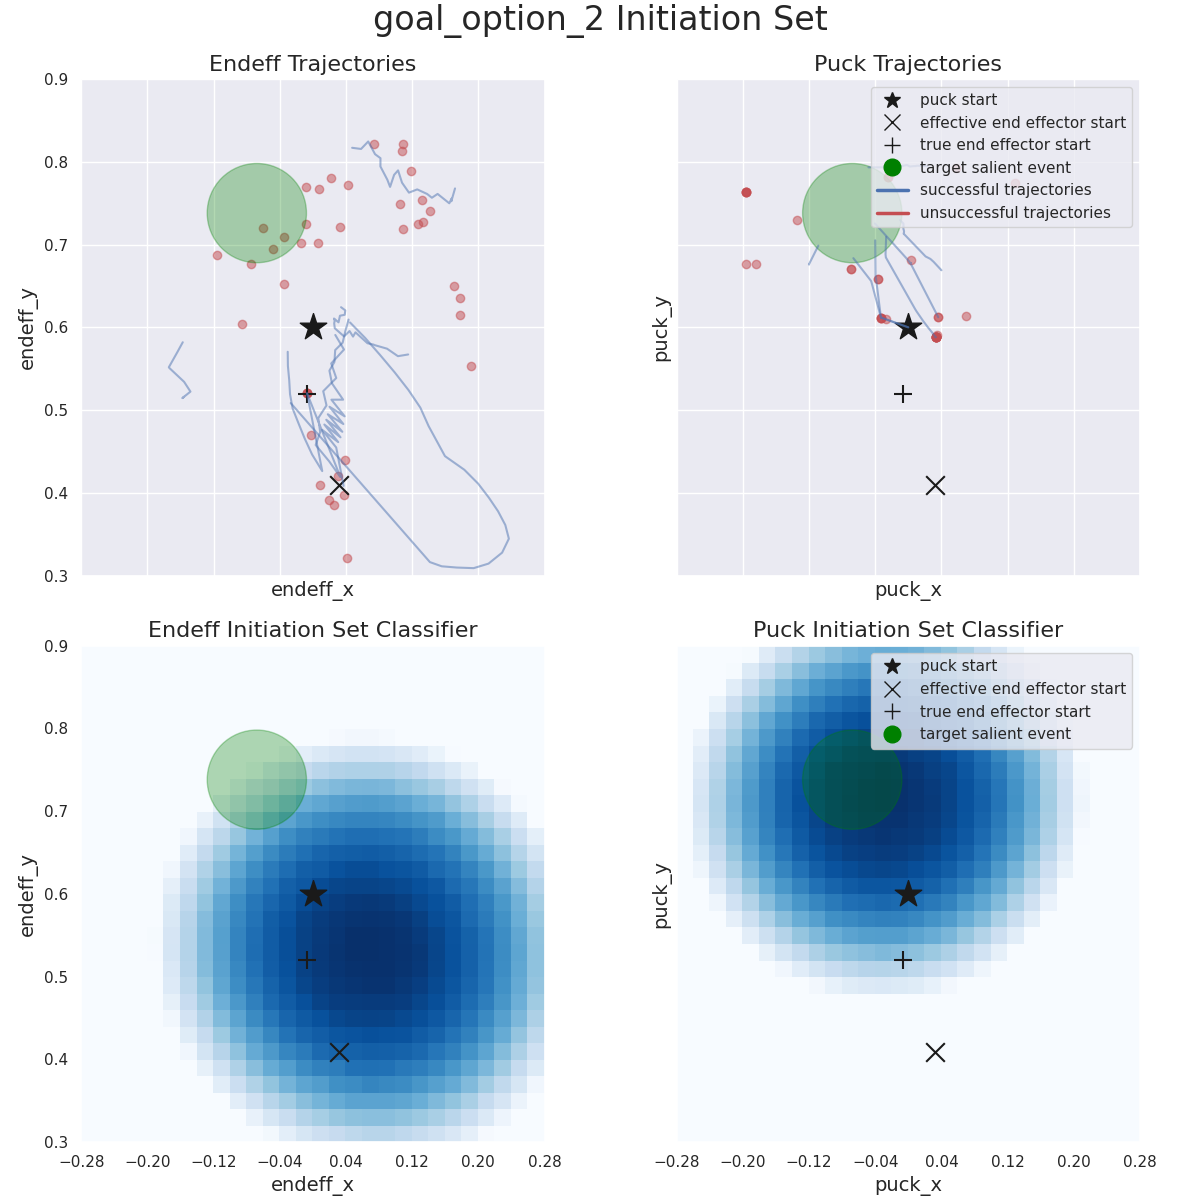 goal_option_2 Initiation Set
Endeff Trajectories
Puck Trajectories
0.9
0.8
0.7
0.6
0.5
0.4
0.3
endeff_y
endeff_x
puck_y
puck start
effective end effector start
true end effector start
target salient event
successful trajectories
unsuccessful trajectories
puck_x
Endeff Initiation Set Classifier
Puck Initiation Set Classifier
0.9
0.8
0.7
0.6
0.5
0.4
0.3
endeff_y
−0.28 −0.20 −0.12 −0.04 0.04 0.12 0.20 0.28
endeff_x
puck_y
puck start
effective end effector start
true end effector start
target salient event
−0.28 −0.20 −0.12 −0.04 0.04 0.12 0.20 0.28
puck_x